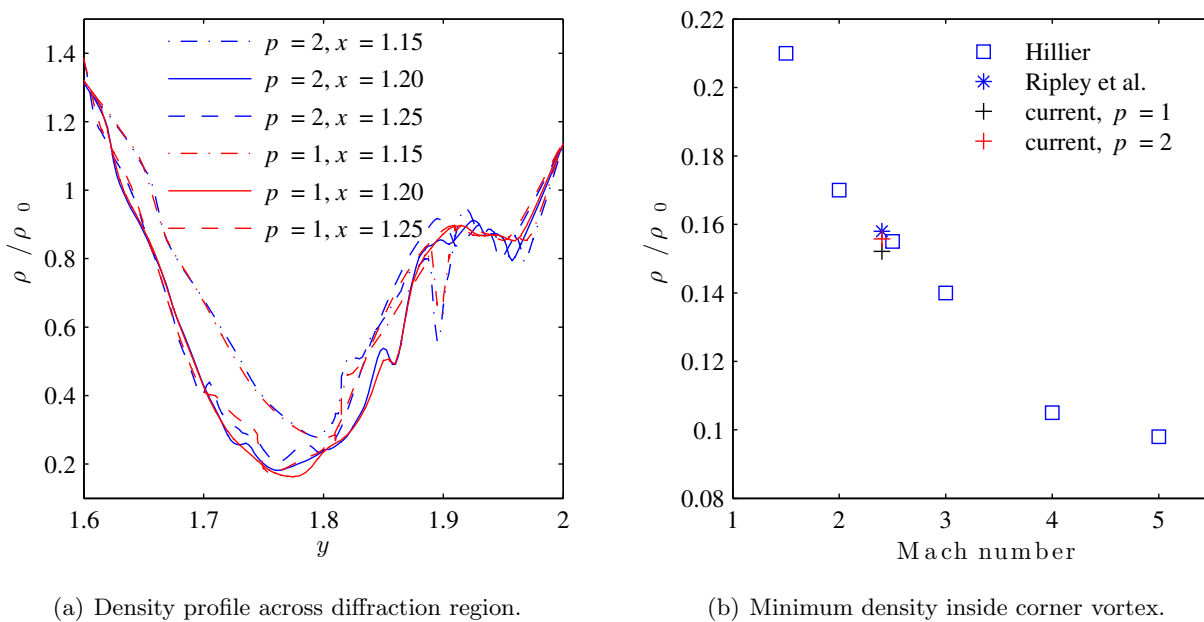 1.4
1.2
1
0.8
0.6
0.4
0.2
ρ / ρ 0
1.6
1.7
1.8
1.9
2
y
p = 2, x = 1.15
p = 2, x = 1.20
p = 2, x = 1.25
p = 1, x = 1.15
p = 1, x = 1.20
p = 1, x = 1.25
(a) Density profile across diffraction region.
0.22
0.2
0.18
0.16
0.14
0.12
0.1
0.08
ρ / ρ 0
1
2
3
4
5
Mach number
Hillier
Ripley et al.
current, p = 1
current, p = 2
(b) Minimum density inside corner vortex.